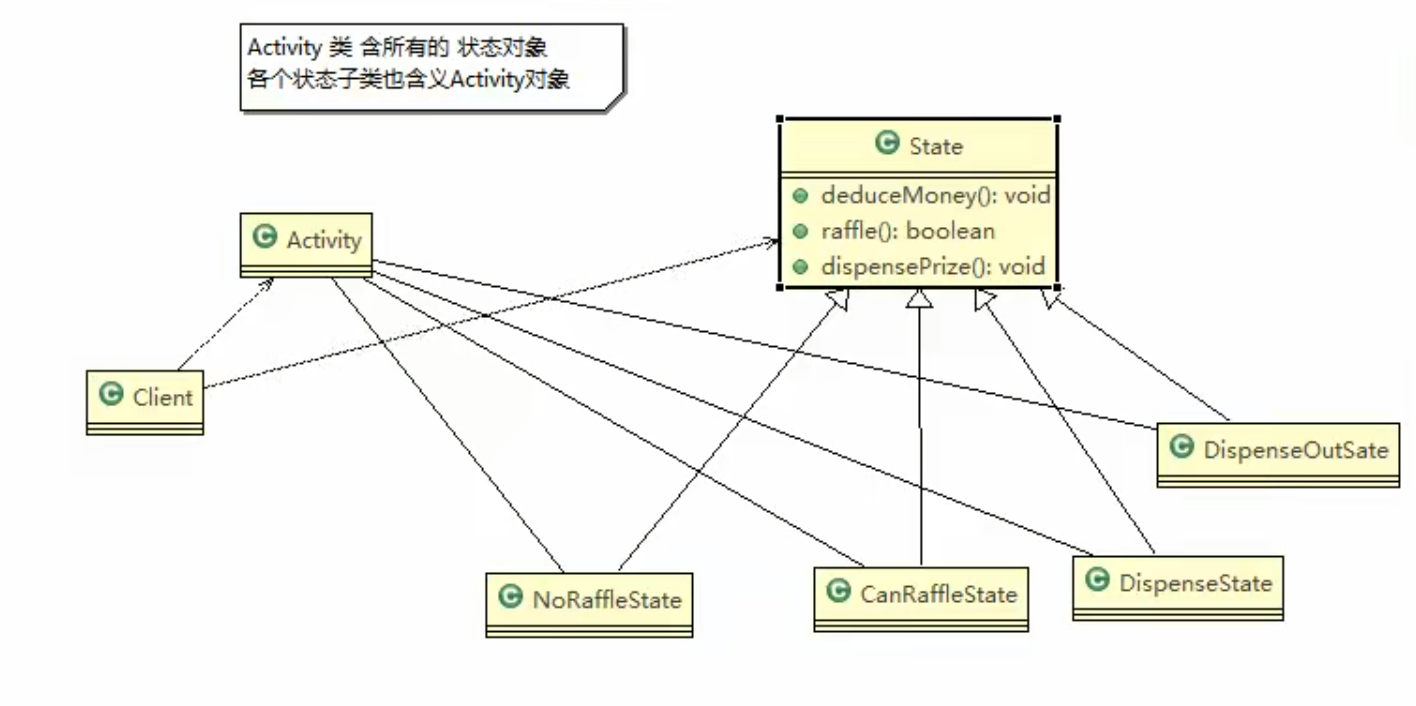 Activity 类 含所有的 状态对象
各个状态子类也含义Activity对象
State
deduceMoney(): void
raffle(): boolean
dispensePrize(): void
Activity
Client
DispenseOutSate
NoRaffleState
CanRaffleState
DispenseState